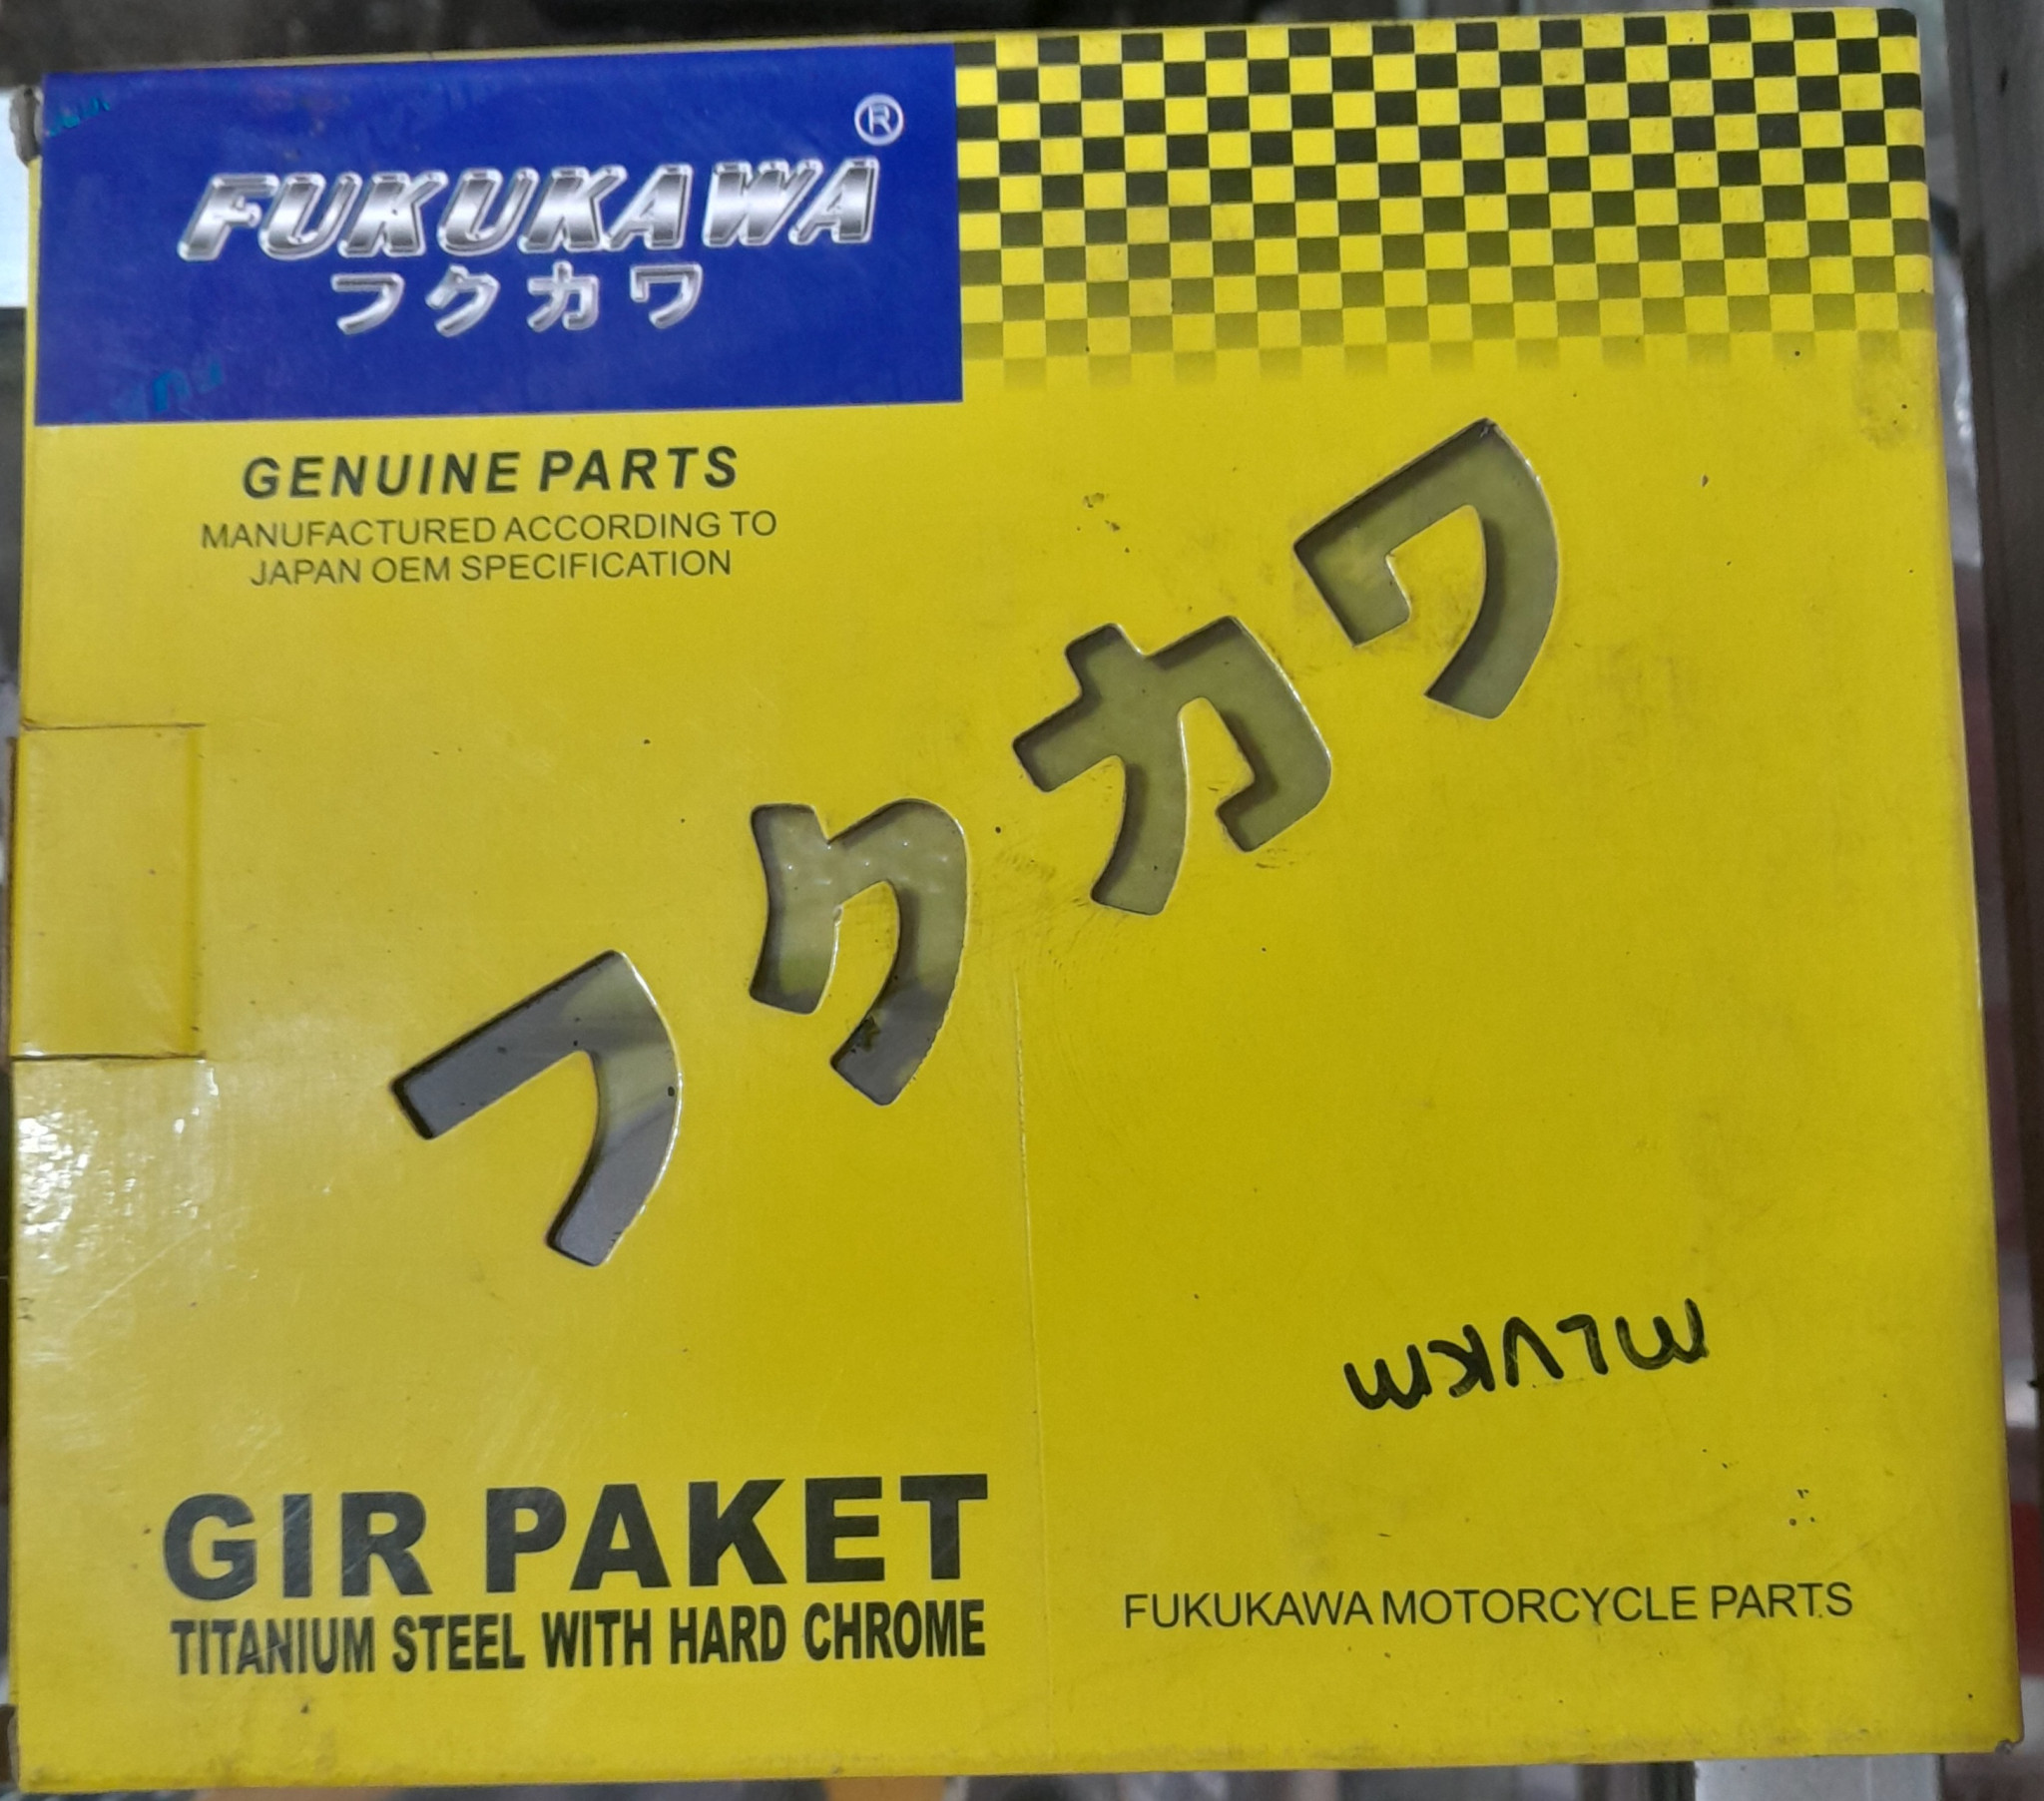 FUKUKAWA ®
フクカワ
GENUINE PARTS
MANUFACTURED ACCORDING TO
JAPAN OEM SPECIFICATION
フクカワ
GIR PAKET
TITANIUM STEEL WITH HARD CHROME
FUKUKAWA MOTORCYCLE PARTS